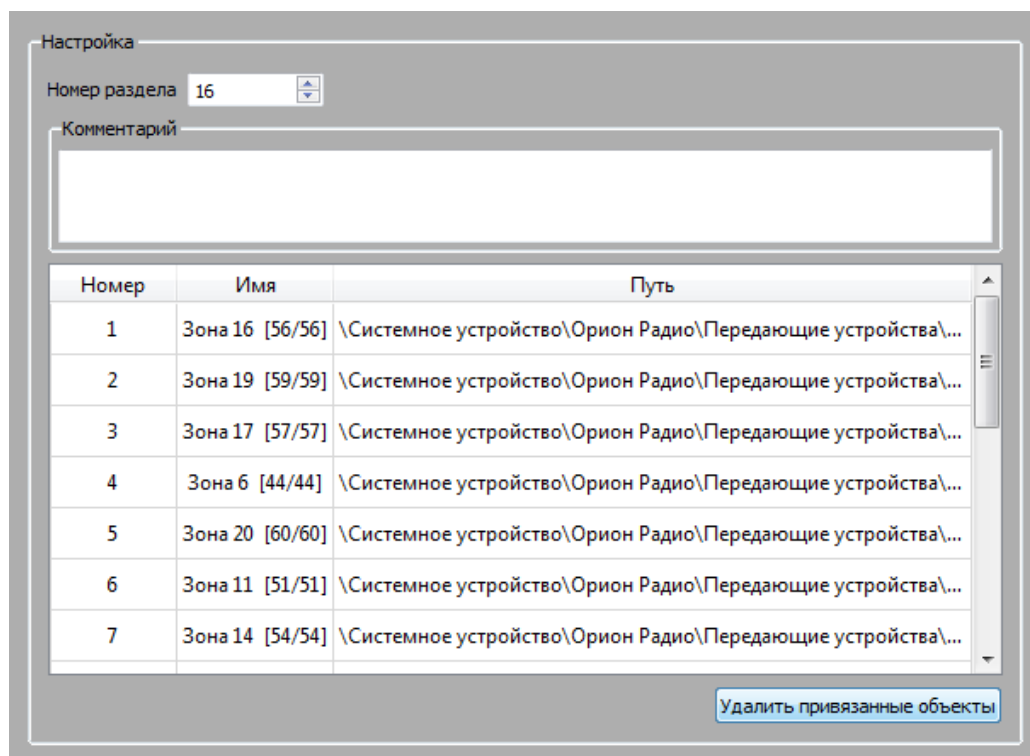 Настройка
Номер раздела 16
Комментарий
Номер Имя Путь
1 Зона 16 [56/56] \Системное устройство\Орион Радио\Передающие устройства\...
2 Зона 19 [59/59] \Системное устройство\Орион Радио\Передающие устройства\...
3 Зона 17 [57/57] \Системное устройство\Орион Радио\Передающие устройства\...
4 Зона 6 [44/44] \Системное устройство\Орион Радио\Передающие устройства\...
5 Зона 20 [60/60] \Системное устройство\Орион Радио\Передающие устройства\...
6 Зона 11 [51/51] \Системное устройство\Орион Радио\Передающие устройства\...
7 Зона 14 [54/54] \Системное устройство\Орион Радио\Передающие устройства\...
Удалить привязанные объекты